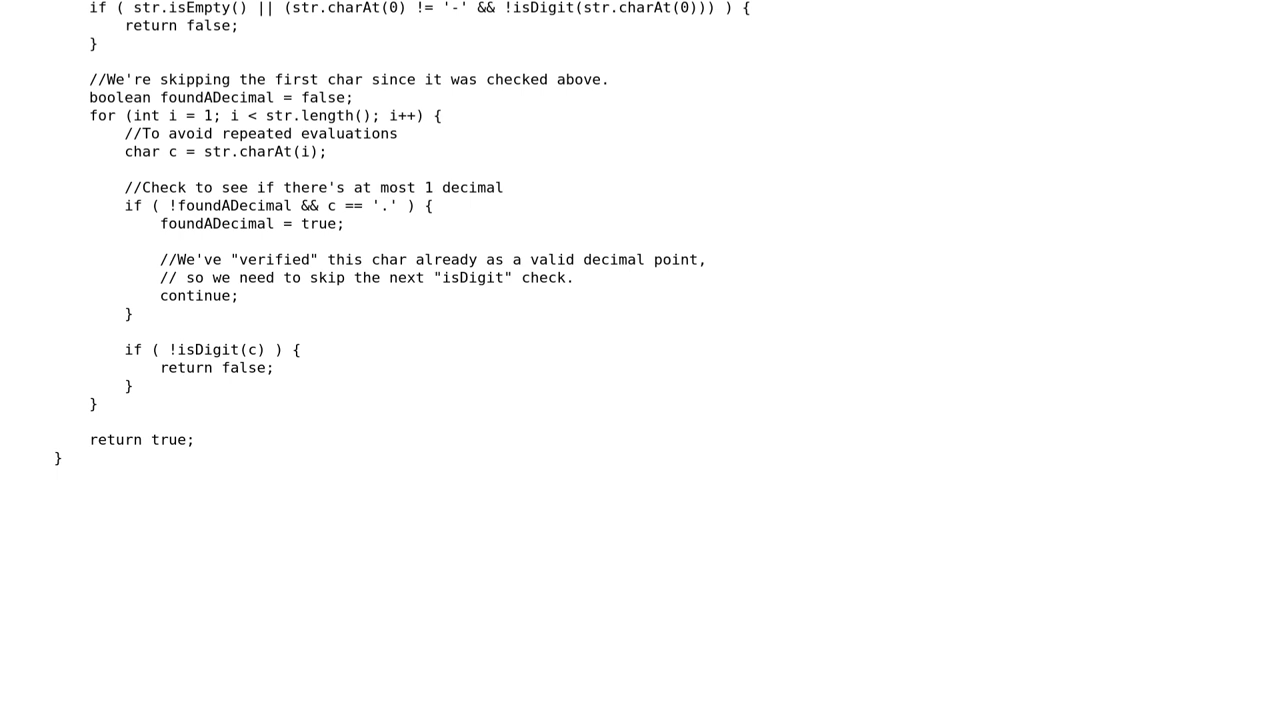 if ( str.isEmpty() || (str.charAt(0) != '-' && !isDigit(str.charAt(0))) ) {
return false;
}
//We're skipping the first char since it was checked above.
boolean foundADecimal = false;
for (int i = 1; i < str.length(); i++) {
//To avoid repeated evaluations
char c = str.charAt(i);
//Check to see if there's at most 1 decimal
if ( !foundADecimal && c == '.' ) {
foundADecimal = true;
//We've "verified" this char already as a valid decimal point,
// so we need to skip the next "isDigit" check.
continue;
}
if ( !isDigit(c) ) {
return false;
}
}
return true;
}